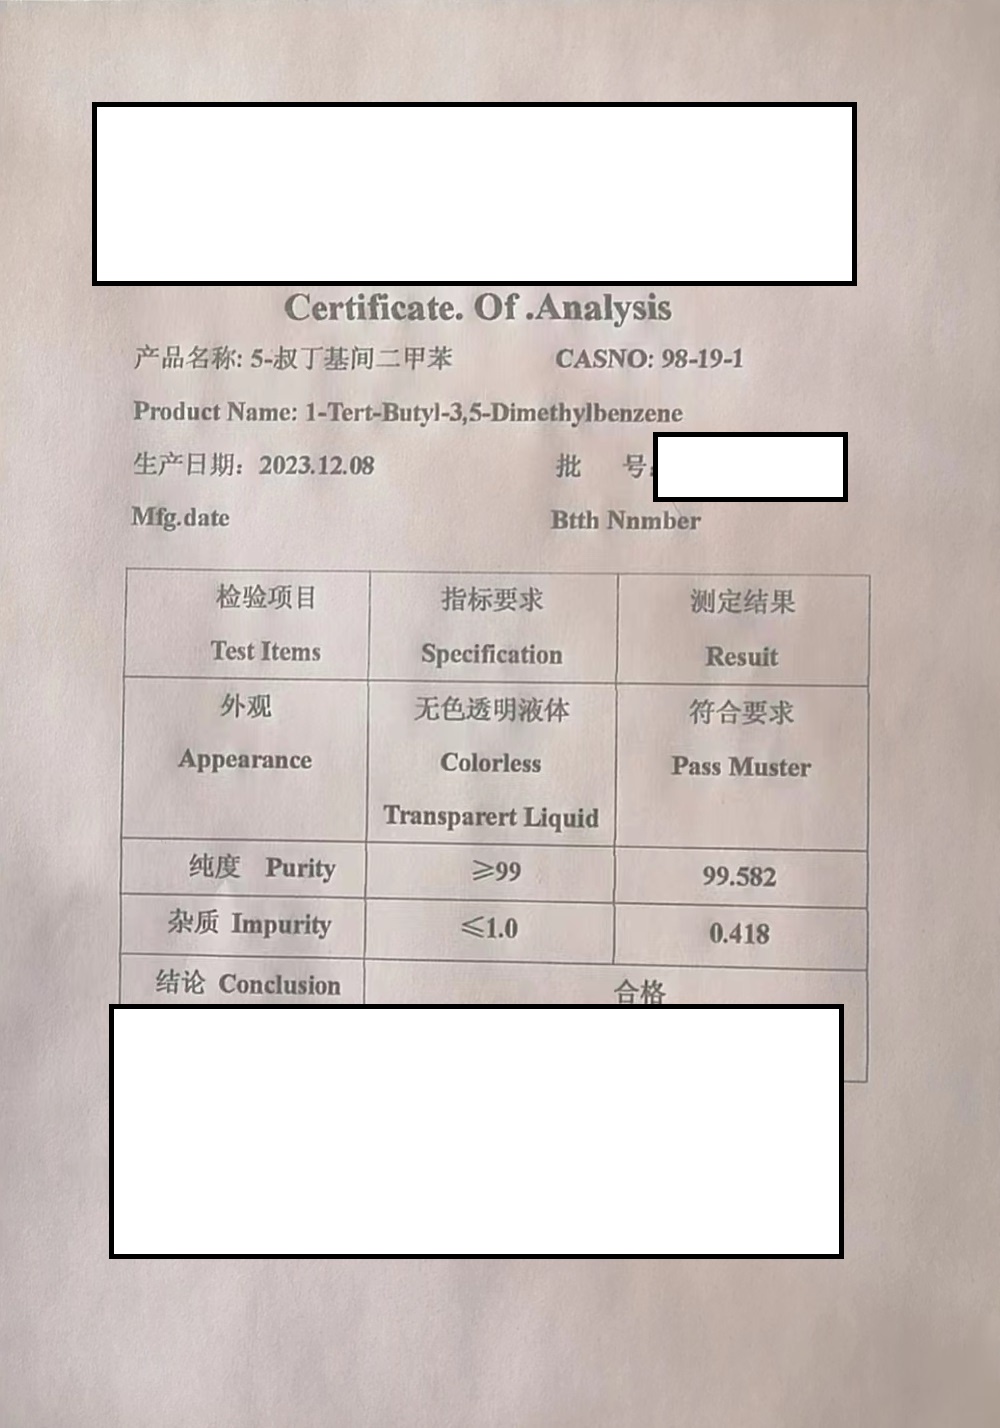 Certificate. Of .Analysis
产品名称: 5-叔丁基间二甲苯 CASNO: 98-19-1
Product Name: 1-Tert-Butyl-3,5-Dimethylbenzene
生产日期：2023.12.08 批 号:
Mfg.date Btth Nnmber
检验项目 指标要求 测定结果
Test Items Specification Resuit
外观 无色透明液体 符合要求
Appearance Colorless Pass Muster
Transparert Liquid
纯度 Purity ≥99 99.582
杂质 Impurity ≤1.0 0.418
结论 Conclusion 合格